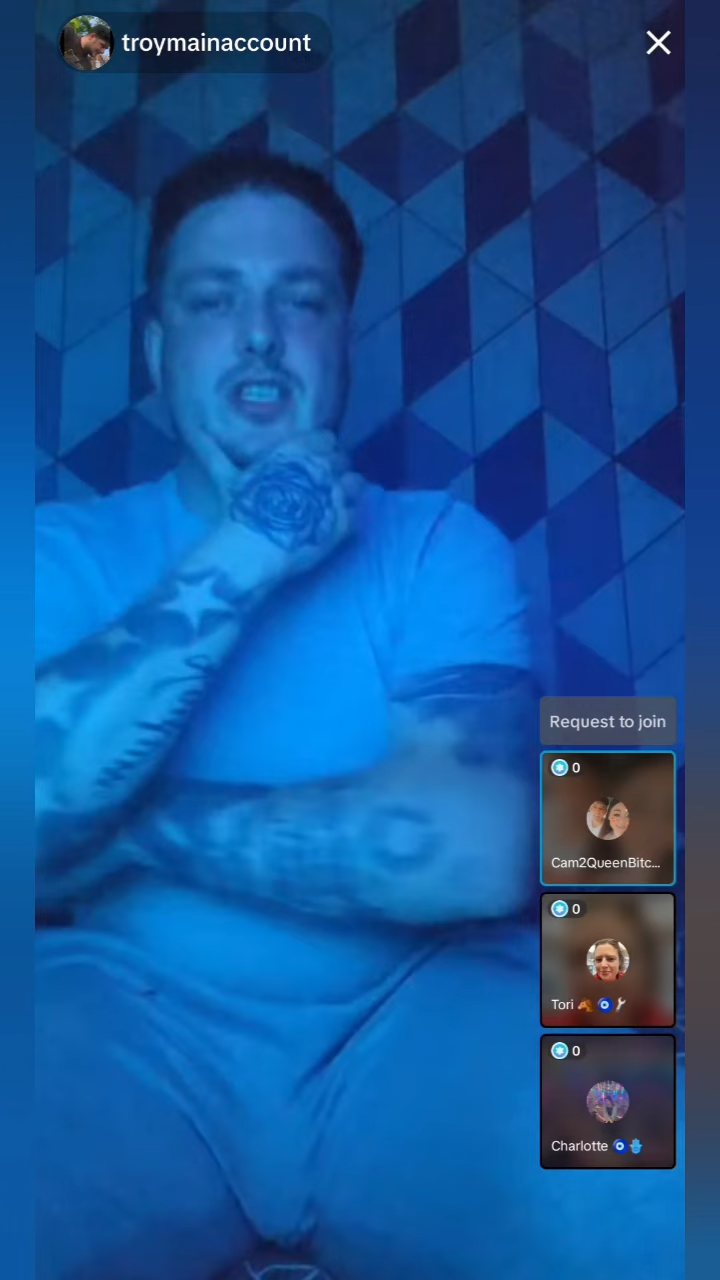 troymainaccount
Request to join
0
Cam2QueenBitc...
0
Tori 🐴 🧿 🔧
0
Charlotte 🧿🪬